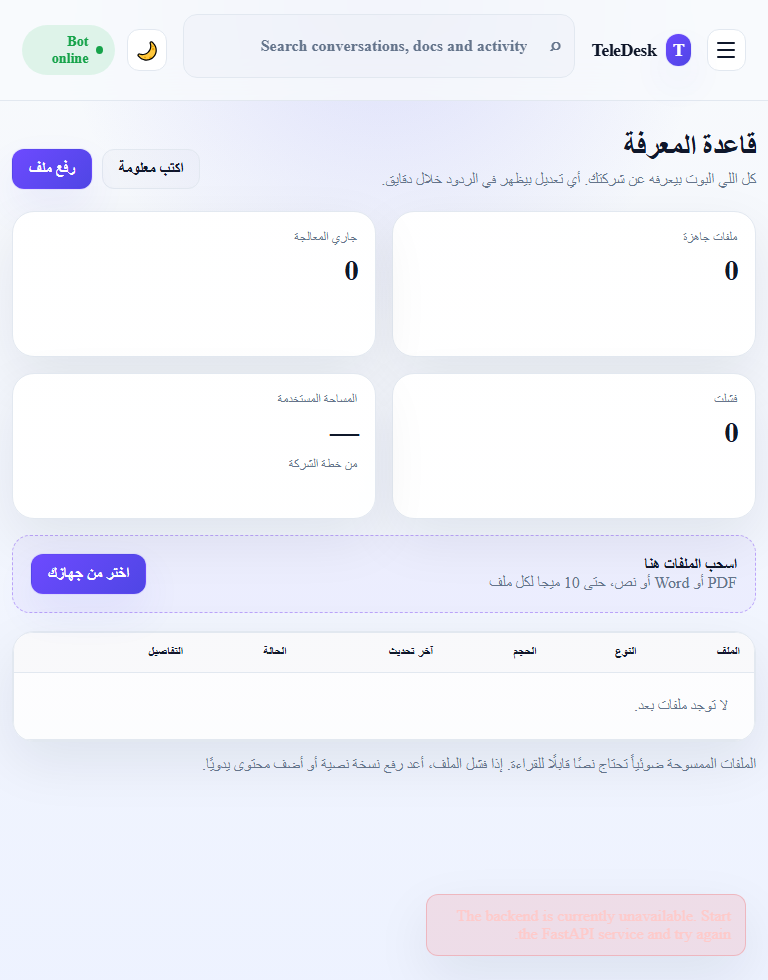 TeleDesk
T
Search conversations, docs and activity
Bot
online
قاعدة المعرفة
كل اللي البوت بيعرفه عن شركتك. أي تعديل بيظهر في الردود خلال دقايق.
اكتب معلومة
رفع ملف
ملفات جاهزة
0
جاري المعالجة
0
فشلت
0
المساحة المستخدمة
—
من خطة الشركة
اسحب الملفات هنا
PDF أو Word أو نص، حتى 10 ميجا لكل ملف
اختر من جهازك
الملف النوع الحجم آخر تحديث الحالة التفاصيل
لا توجد ملفات بعد.
الملفات الممسوحة ضوئياً تحتاج نصًا قابلًا للقراءة. إذا فشل الملف، أعد رفع نسخة نصية أو أضف محتوى يدويًا.
The backend is currently unavailable. Start
the FastAPI service and try again